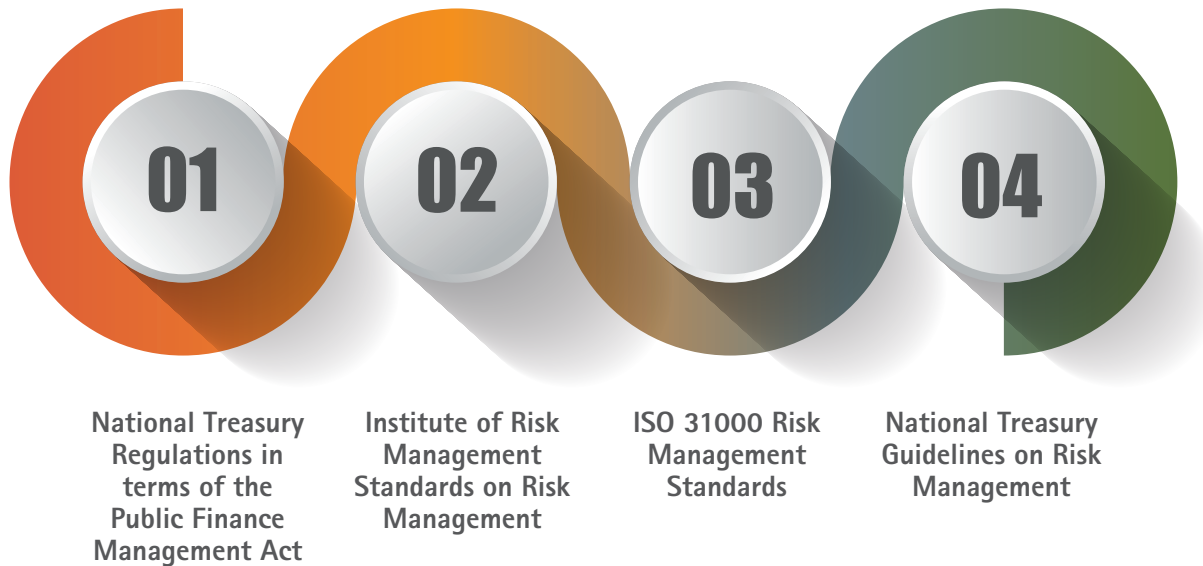 01
02
03
04
National Treasury
Regulations in
terms of the
Public Finance
Management Act
Institute of Risk
Management
Standards on Risk
Management
ISO 31000 Risk
Management
Standards
National Treasury
Guidelines on Risk
Management